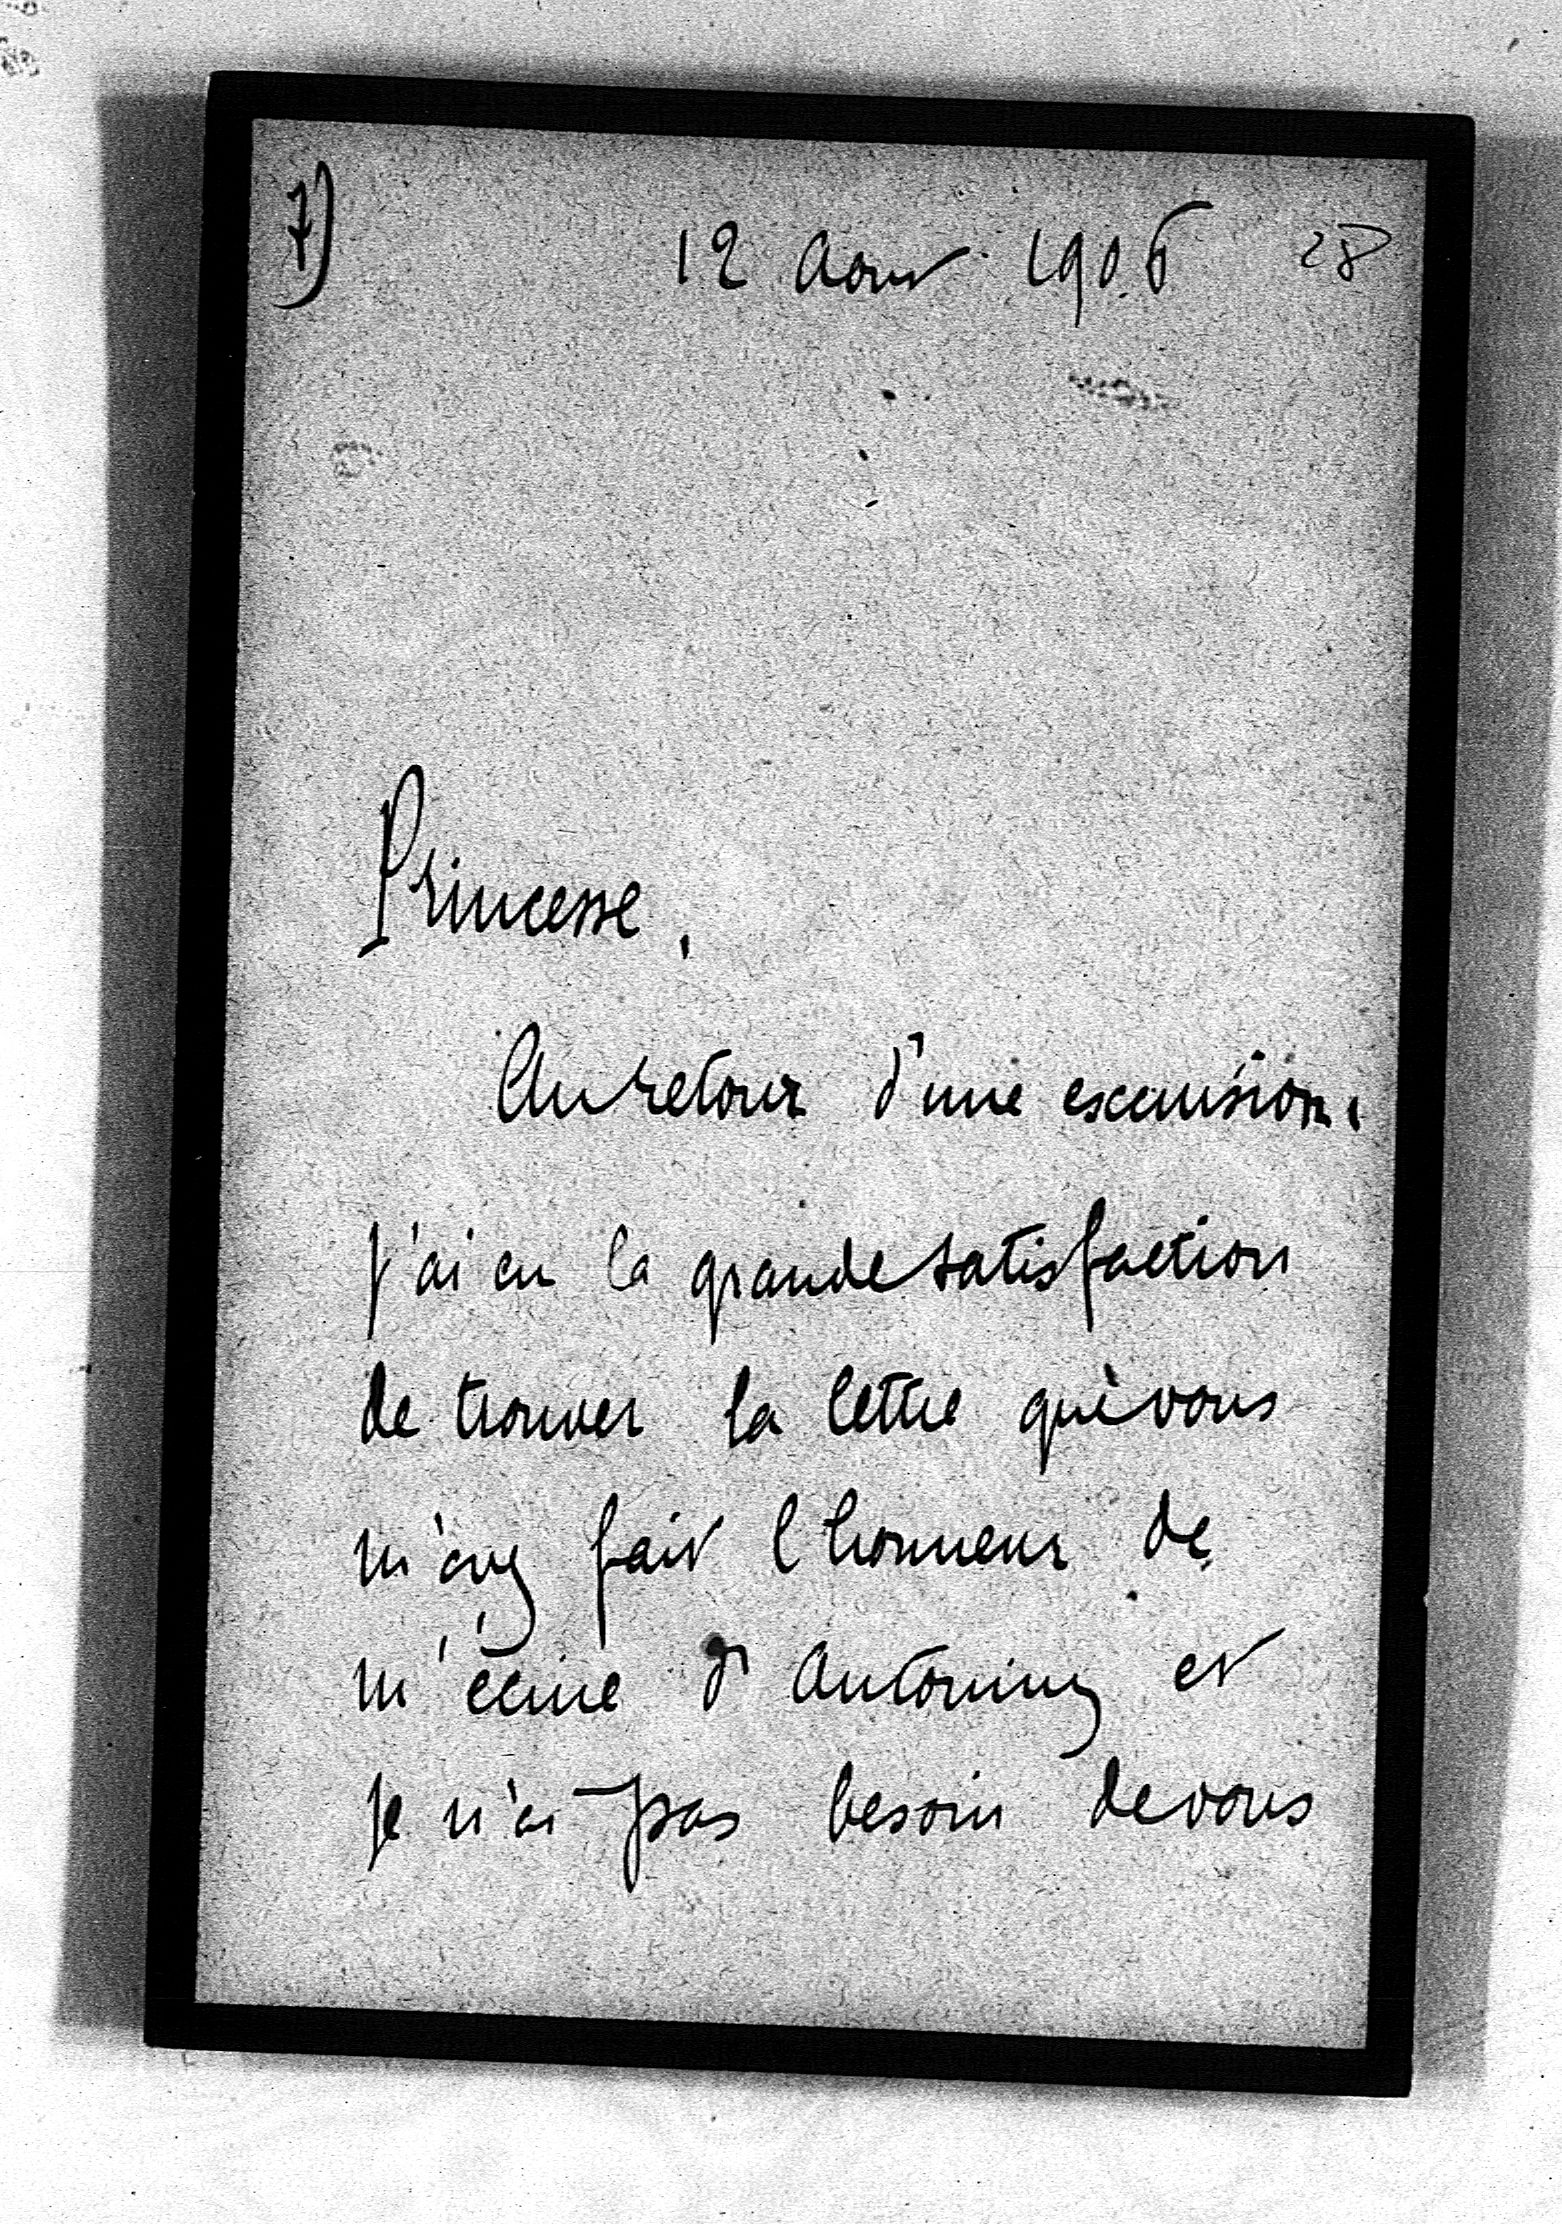 7) 12 Aout 1906 28
Princesse,
Au retour d'une excursion,
j'ai eu la grande satisfaction
de trouver la lettre que vous
m'avez fait l'honneur de
m'écrire d'Antoniny et
je n'ai pas besoin de vous